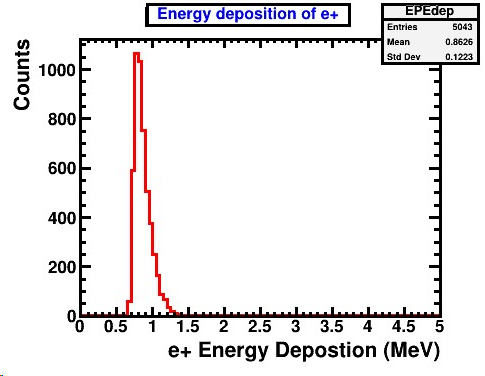 Energy deposition of e+
EPEdep
Entries 5043
Mean 0.8626
Std Dev 0.1223
Counts
1000
800
600
400
200
0
0 0.5 1 1.5 2 2.5 3 3.5 4 4.5 5
e+ Energy Depostion (MeV)